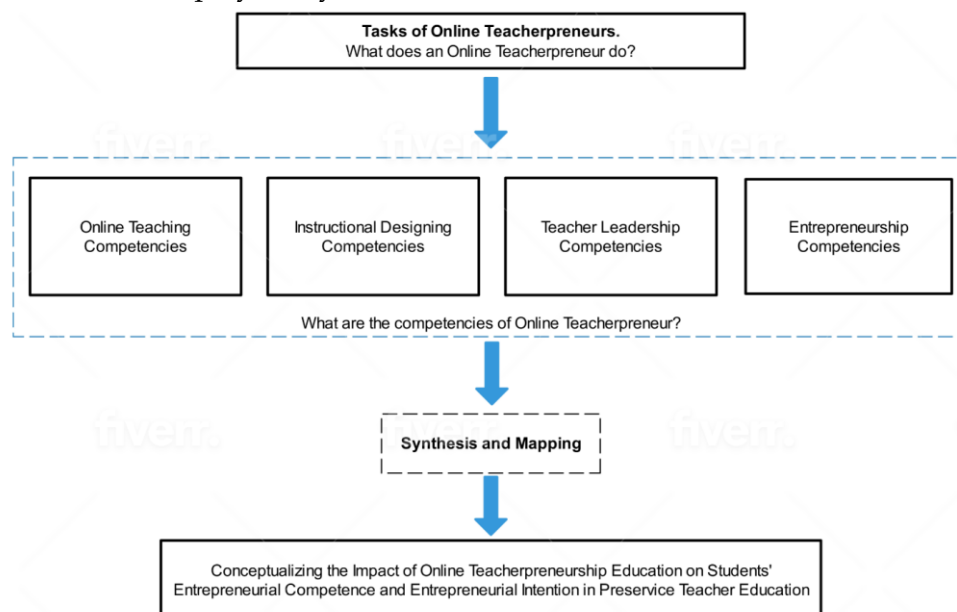 Tasks of Online Teacherpreneurs.
What does an Online Teacherpreneur do?
Online Teaching
Competencies
Instructional Designing
Competencies
Teacher Leadership
Competencies
Entrepreneurship
Competencies
What are the competencies of Online Teacherpreneur?
Synthesis and Mapping
Conceptualizing the Impact of Online Teacherpreneurship Education on Students'
Entrepreneurial Competence and Entrepreneurial Intention in Preservice Teacher Education